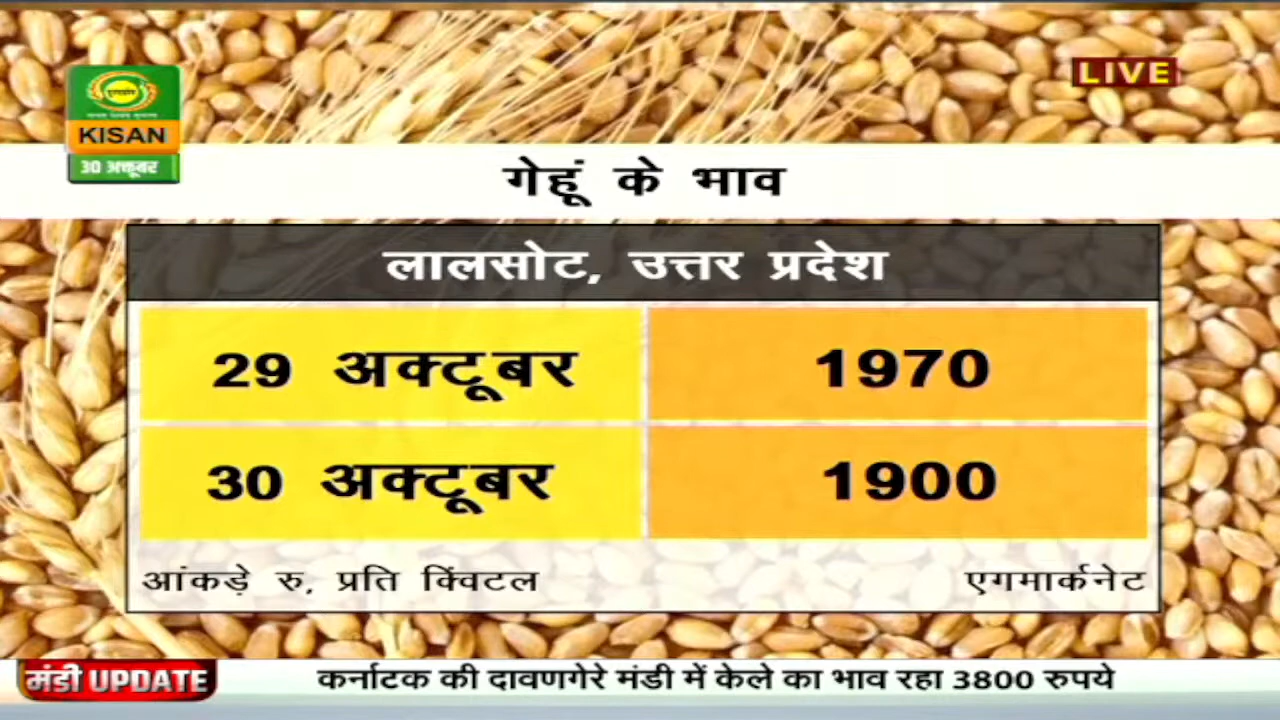 LIVE
KISAN
30 अक्तूबर
गेहूं के भाव
लालसोट, उत्तर प्रदेश
29 अक्टूबर 1970
30 अक्टूबर 1900
आंकड़े रु. प्रति क्विंटल एगमार्कनेट
मंडी UPDATE कर्नाटक की दावणगेरे मंडी में केले का भाव रहा 3800 रुपये